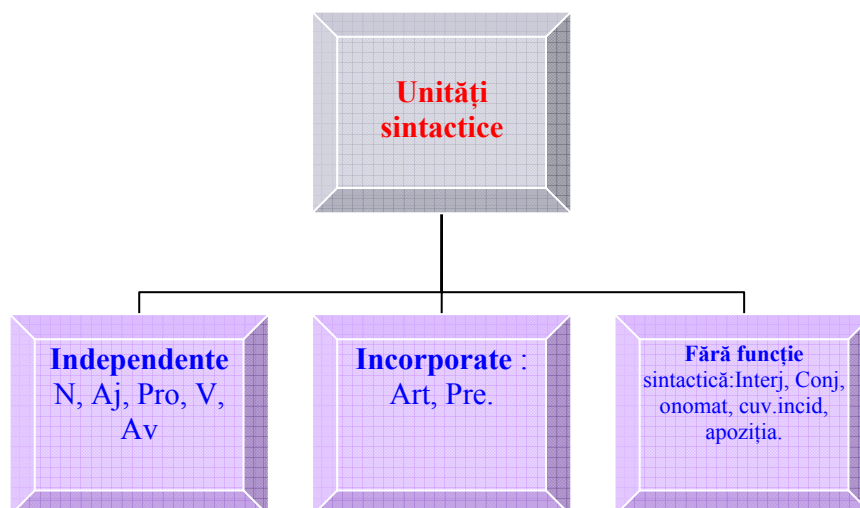 Unități
sintactice
Independente
N, Aj, Pro, V,
Av
Incorporate :
Art, Pre.
Fără funcție
sintactică:Interj, Conj,
onomat, cuv.incid,
apoziția.